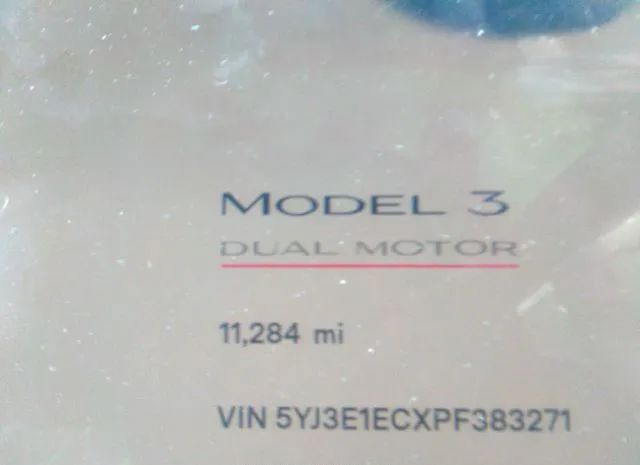 MODEL 3
DUAL MOTOR
11,284 mi
VIN 5YJ3E1ECXPF383271